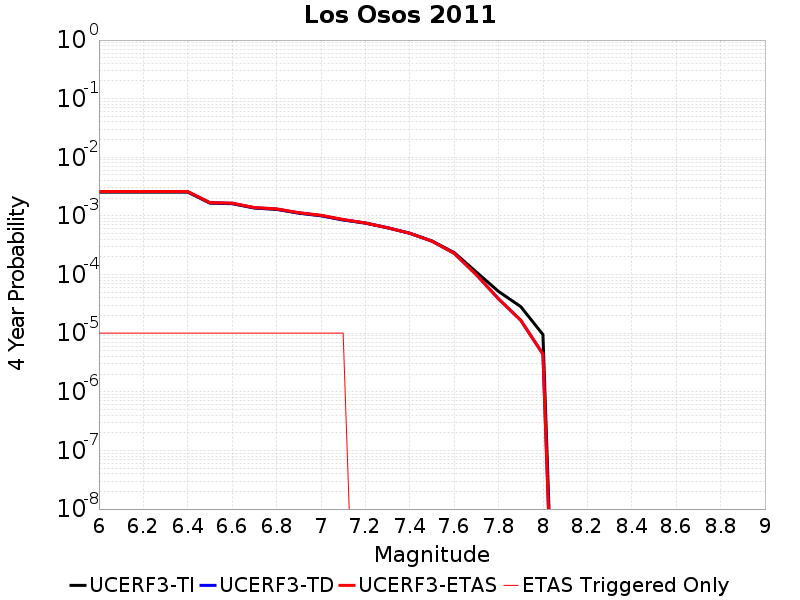 Los Osos 2011
4 Year Probability
10^0
10^-1
10^-2
10^-3
10^-4
10^-5
10^-6
10^-7
10^-8
6 6.2 6.4 6.6 6.8 7 7.2 7.4 7.6 7.8 8 8.2 8.4 8.6 8.8 9
Magnitude
UCERF3-TI UCERF3-TD UCERF3-ETAS ETAS Triggered Only